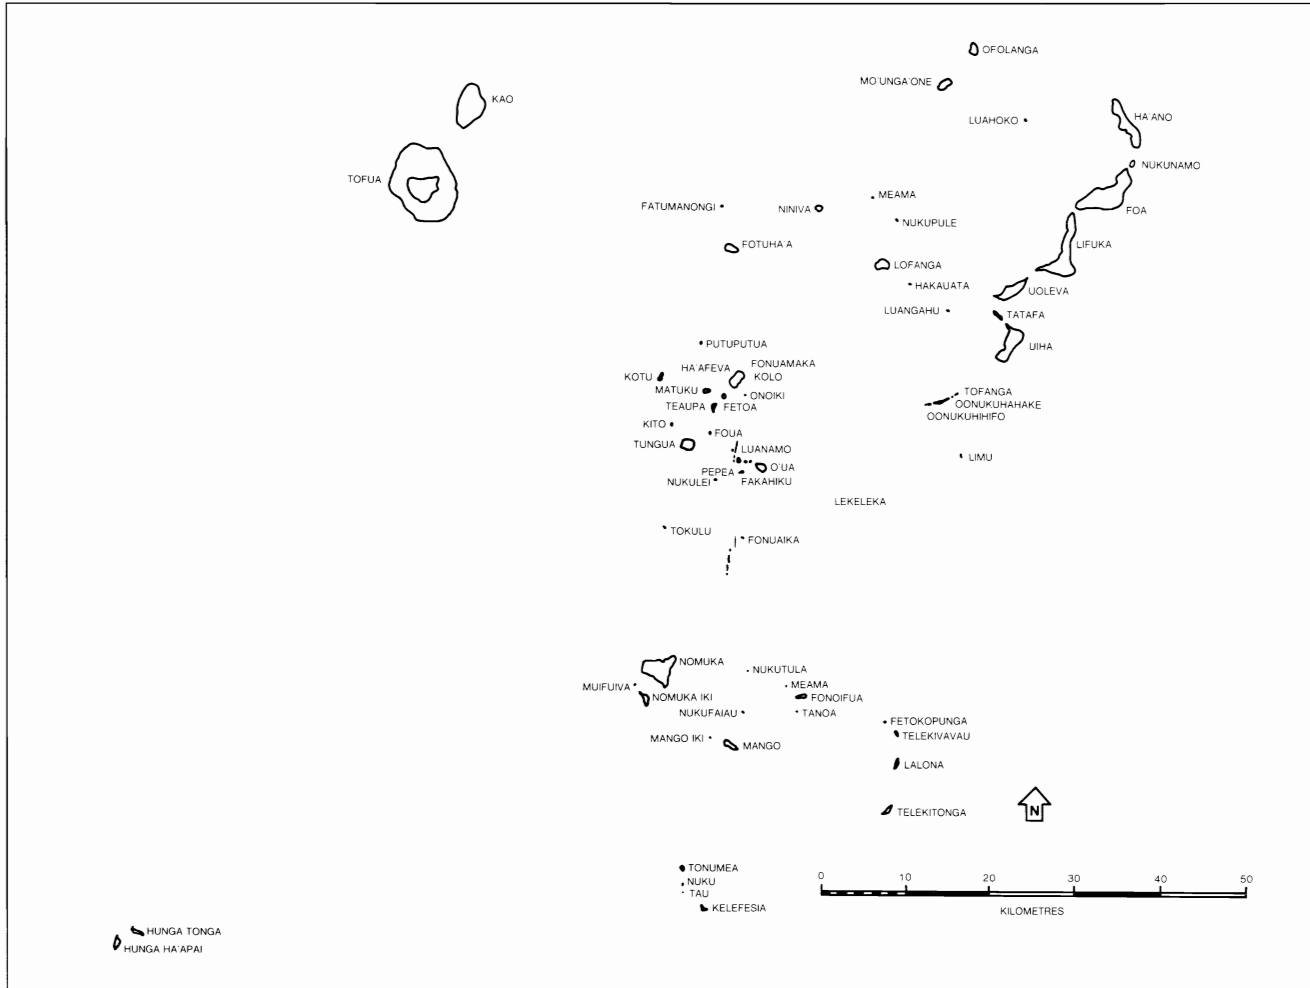 OFOLANGA
MO'UNGA'ONE
KAO
LUAHOKO
HA'ANO
NUKUNAMO
TOFUA
MEAMA
FATUMANONGI
NINIVA
FOA
NUKUPULE
FOTUHA'A
LIFUKA
LOFANGA
HAKAUATA
UOLEVA
LUANGAHU
TATAFA
PUTUPUTUA
UIHA
HA'AFEVA
FONUAMAKA
KOTU
KOLO
MATUKU
ONOIKI
TOFANGA
TEAUPA
FETOA
OONUKUHAHAKE
OONUKUHIHIFO
KITO
FOUA
TUNGUA
LUANAMO
LIMU
PEPEA
O'UA
NUKULEI
FAKAHIKU
LEKELEKA
TOKULU
FONUAIKA
NOMUKA
NUKUTULA
MUIFUIVA
MEAMA
NOMUKA IKI
FONOIFUA
NUKUFAIAU
TANOA
FETOKOPUNGA
MANGO IKI
MANGO
TELEKIVAVAU
LALONA
N
TELEKITONGA
TONUMEA
NUKU
TAU
KELEFESIA
0 10 20 30 40 50
KILOMETRES
HUNGA TONGA
HUNGA HA'APAI